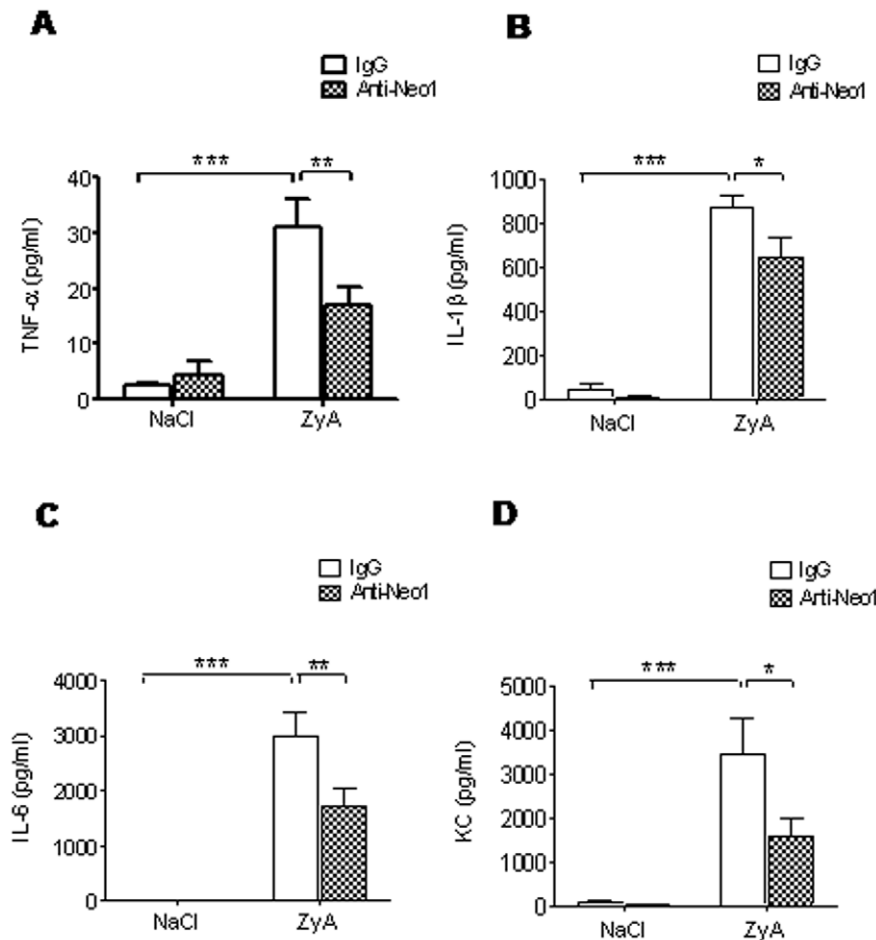 A
IgG
Anti-Neo1
*** **
TNF-α (pg/ml)
40
30
20
10
0
NaCl ZyA
B
IgG
Anti-Neo1
*** *
IL-1β (pg/ml)
1000
800
600
400
200
0
NaCl ZyA
C
IgG
Anti-Neo1
*** **
IL-6 (pg/ml)
4000
3000
2000
1000
0
NaCl ZyA
D
IgG
Anti-Neo1
*** *
KC (pg/ml)
5000
4000
3000
2000
1000
0
NaCl ZyA